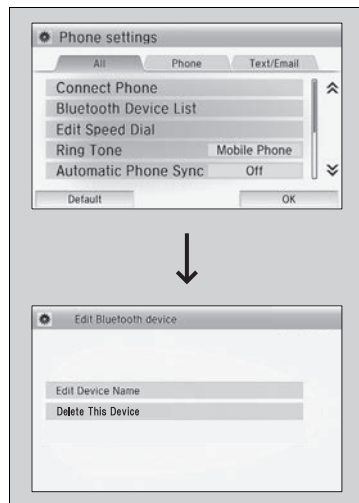 Phone settings
All Phone Text/Email
Connect Phone
Bluetooth Device List
Edit Speed Dial
Ring Tone Mobile Phone
Automatic Phone Sync Off
Default OK
Edit Bluetooth device
Edit Device Name
Delete This Device